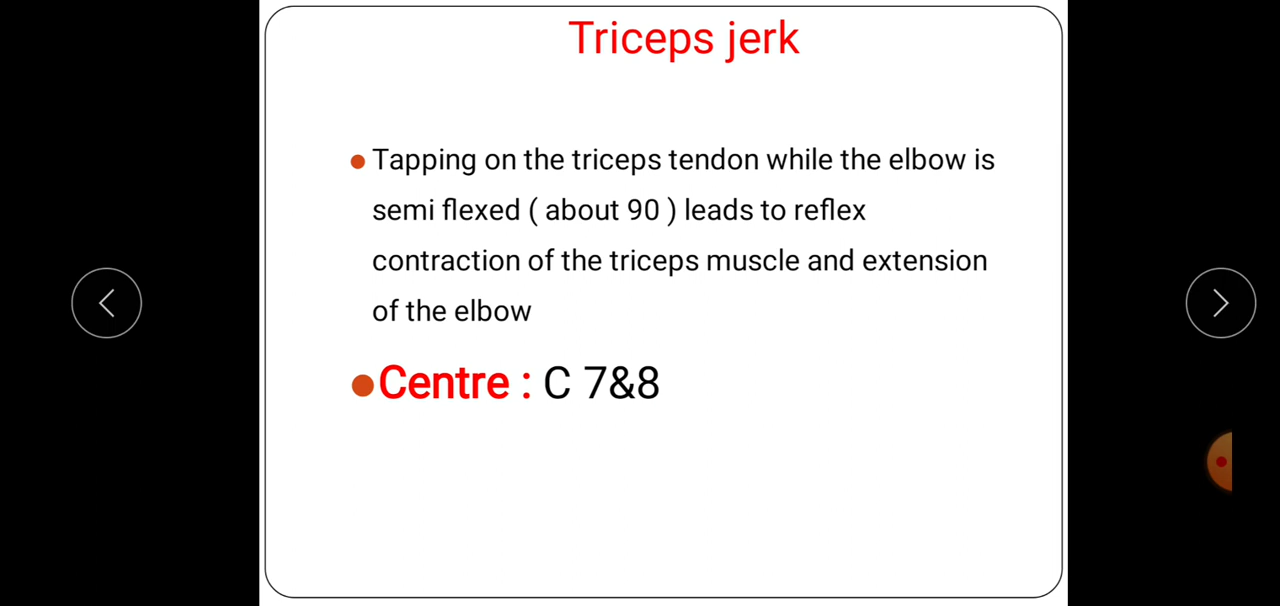 Triceps jerk
Tapping on the triceps tendon while the elbow is
semi flexed ( about 90 ) leads to reflex
contraction of the triceps muscle and extension
of the elbow
Centre : C 7&8